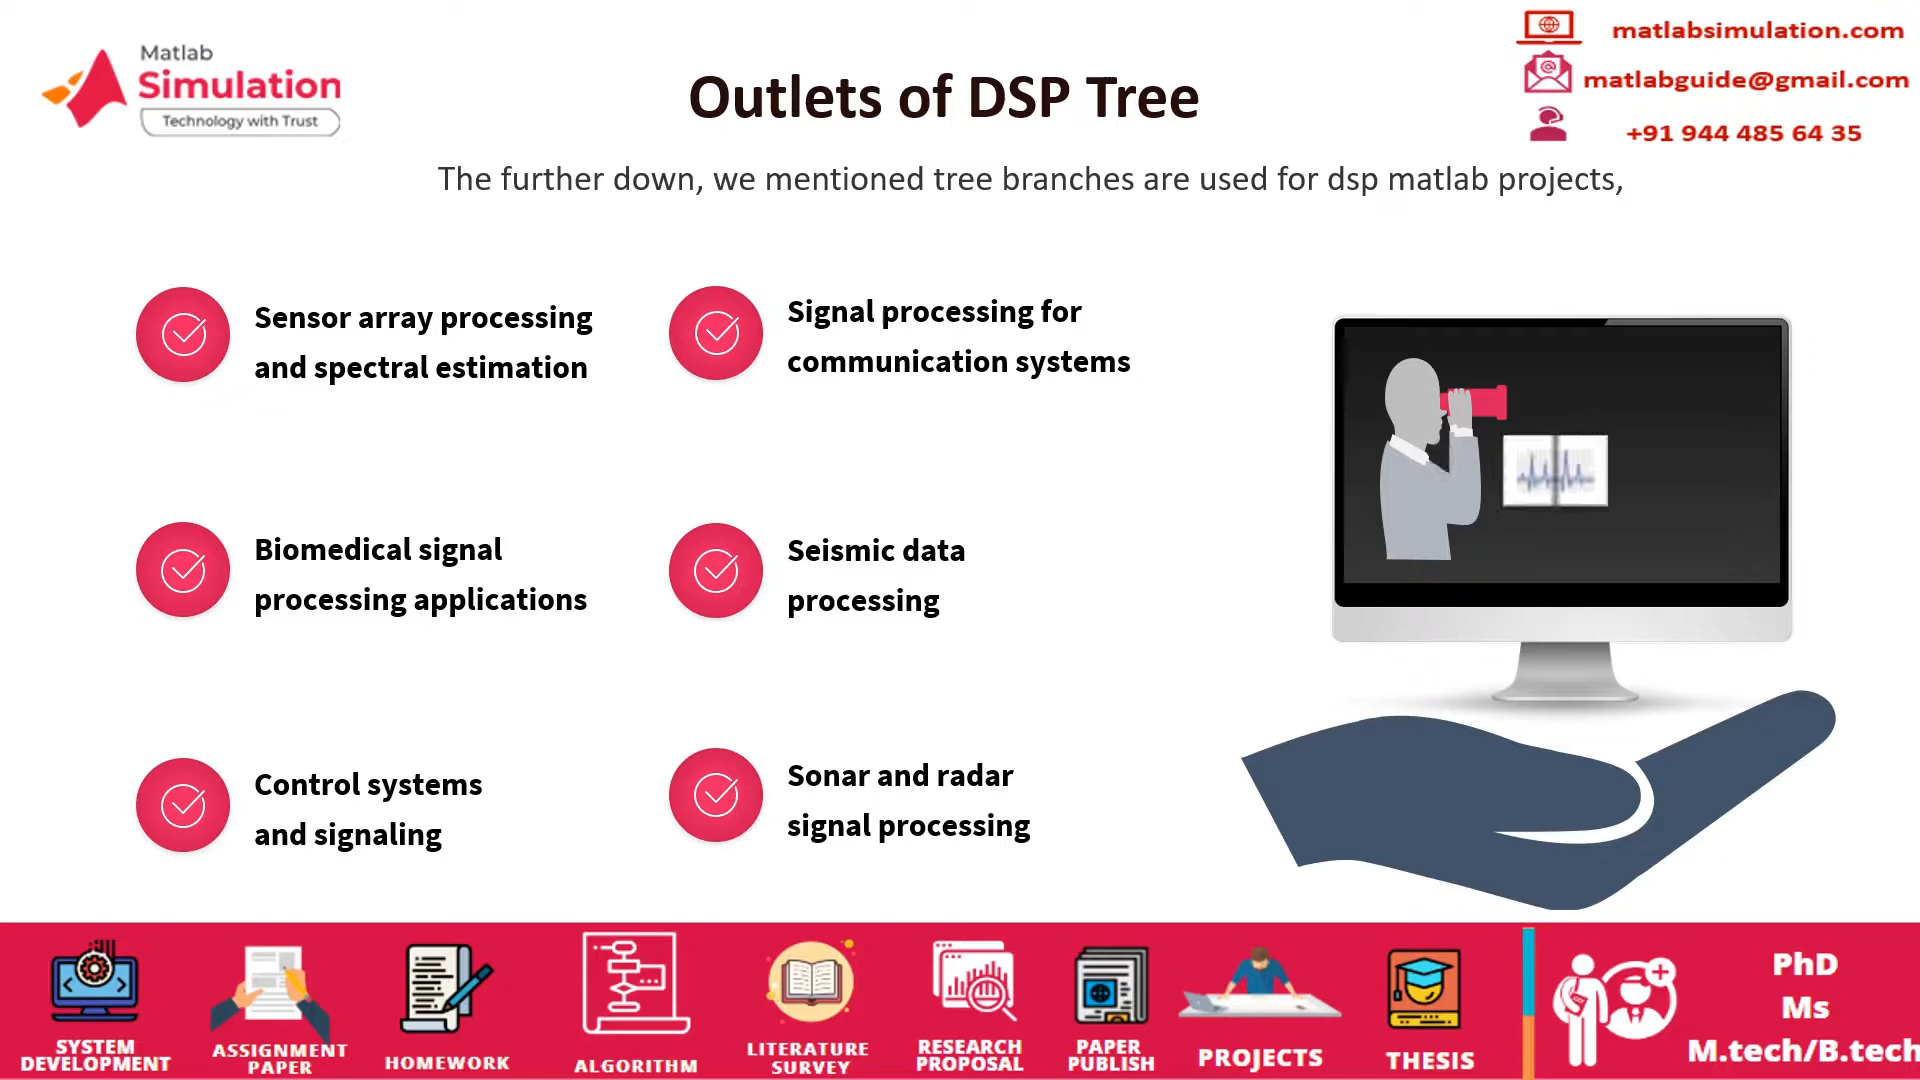 Matlab
Simulation
Technology with Trust
Outlets of DSP Tree
matlabsimulation.com
matlabguide@gmail.com
+91 944 485 64 35
The further down, we mentioned tree branches are used for dsp matlab projects,
Sensor array processing
and spectral estimation
Signal processing for
communication systems
Biomedical signal
processing applications
Seismic data
processing
Control systems
and signaling
Sonar and radar
signal processing
SYSTEM
DEVELOPMENT
ASSIGNMENT
PAPER
HOMEWORK
ALGORITHM
LITERATURE
SURVEY
RESEARCH
PROPOSAL
PAPER
PUBLISH
PROJECTS
THESIS
PhD
Ms
M.tech/B.tech